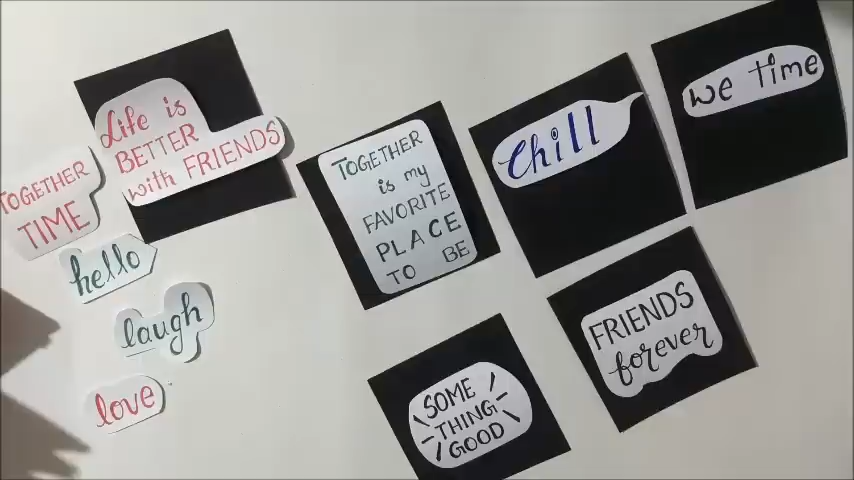 Life is
BETTER
with FRIENDS
TOGETHER
TIME
hello
laugh
love
TOGETHER
is my
FAVORITE
PLACE
TO BE
Chill
we Time
FRIENDS
forever
SOME
THING
GOOD